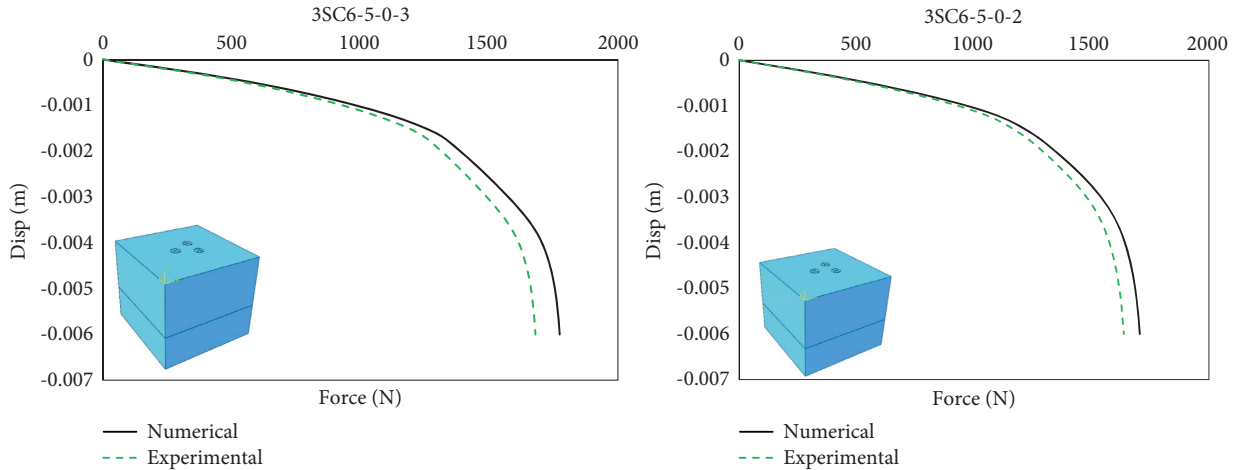 3SC6-5-0-3
0 500 1000 1500 2000
0
-0.001
-0.002
-0.003
-0.004
-0.005
-0.006
-0.007
Disp (m)
Force (N)
Numerical
Experimental
3SC6-5-0-2
0 500 1000 1500 2000
0
-0.001
-0.002
-0.003
-0.004
-0.005
-0.006
-0.007
Disp (m)
Force (N)
Numerical
Experimental